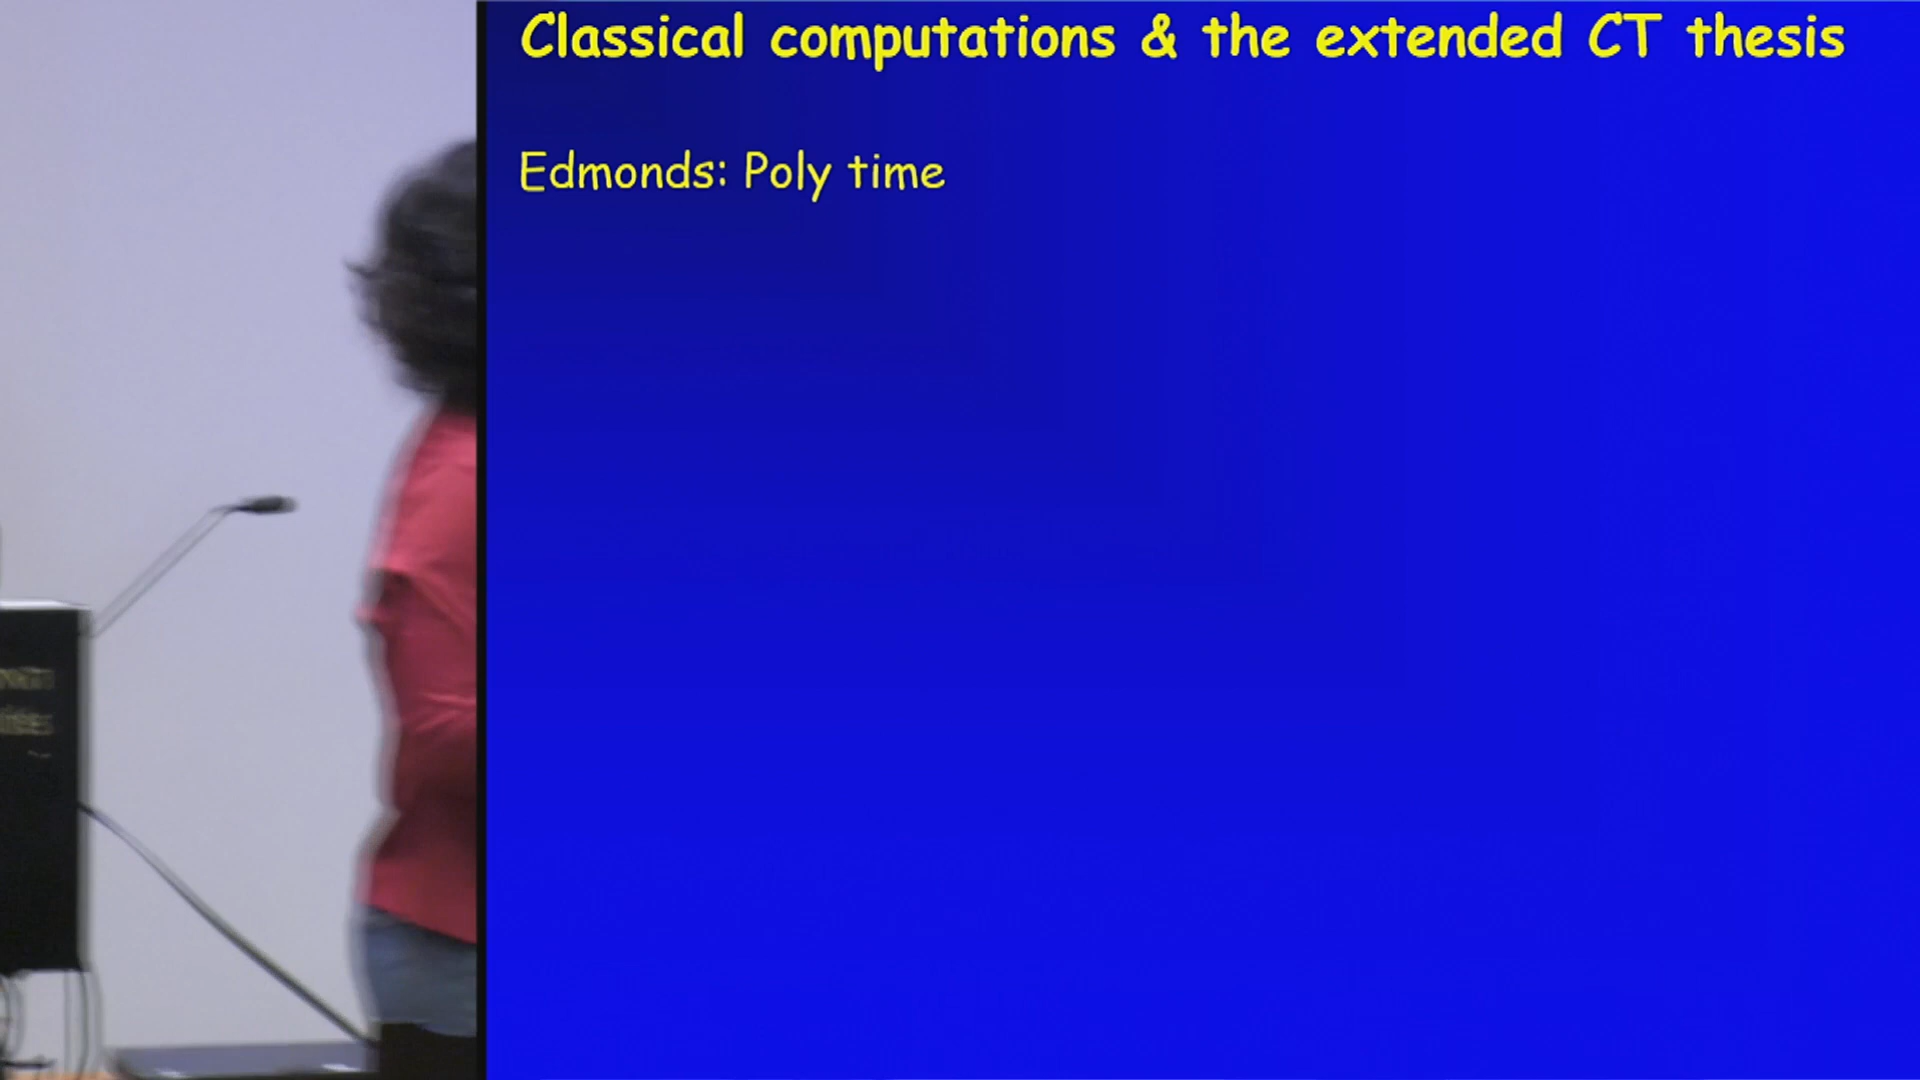 Classical computations & the extended CT thesis
Edmonds: Poly time